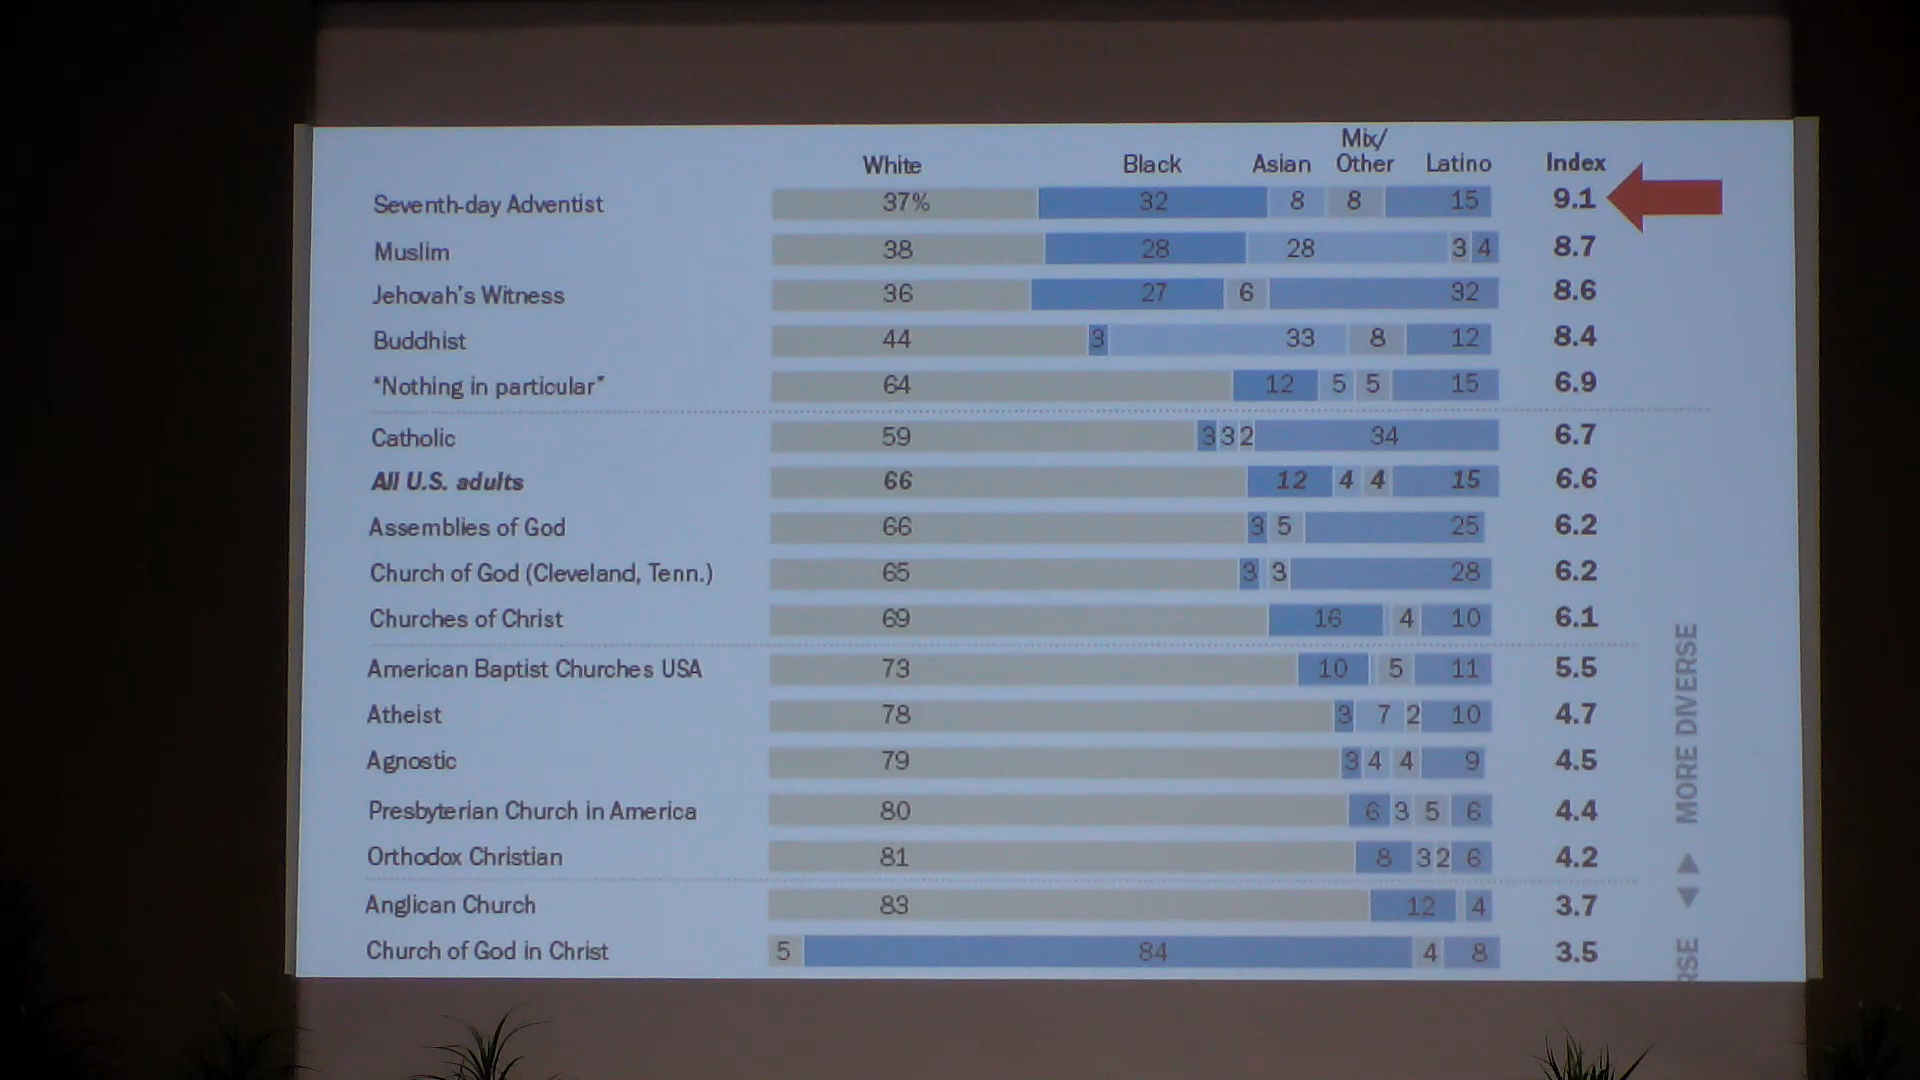 Mix/
White Black Asian Other Latino Index
Seventh-day Adventist 37% 32 8 8 15 9.1
Muslim 38 28 28 3 4 8.7
Jehovah's Witness 36 27 6 32 8.6
Buddhist 44 3 33 8 12 8.4
"Nothing in particular" 64 12 5 5 15 6.9
Catholic 59 3 3 2 34 6.7
All U.S. adults 66 12 4 4 15 6.6
Assemblies of God 66 3 5 25 6.2
Church of God (Cleveland, Tenn.) 65 3 3 28 6.2
Churches of Christ 69 16 4 10 6.1
American Baptist Churches USA 73 10 5 11 5.5
Atheist 78 3 7 2 10 4.7
Agnostic 79 3 4 4 9 4.5
Presbyterian Church in America 80 6 3 5 6 4.4
Orthodox Christian 81 8 3 2 6 4.2
Anglican Church 83 12 4 3.7
Church of God in Christ 5 84 4 8 3.5
MORE DIVERSE
RSE